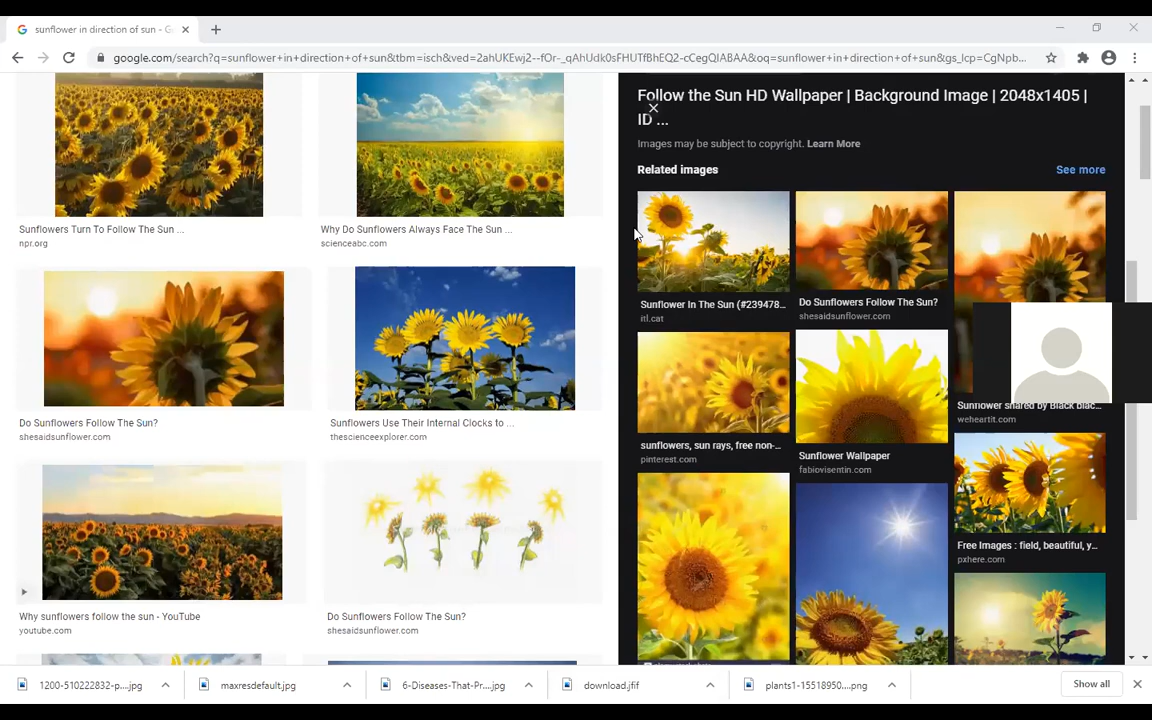 sunflower in direction of sun - G
google.com/search?q=sunflower+in+direction+of+sun&tbm=isch&ved=2ahUKEwj2--fOr-_qAhUdk0sFHUTfBhEQ2-cCegQIABAA&oq=sunflower+in+direction+of+sun&gs_lcp=CgNpb...
Sunflowers Turn To Follow The Sun ...
npr.org
Why Do Sunflowers Always Face The Sun ...
scienceabc.com
Do Sunflowers Follow The Sun?
shesaidsunflower.com
Sunflowers Use Their Internal Clocks to ...
thescienceexplorer.com
Why sunflowers follow the sun - YouTube
youtube.com
Do Sunflowers Follow The Sun?
shesaidsunflower.com
Follow the Sun HD Wallpaper | Background Image | 2048x1405 |
ID ...
Images may be subject to copyright. Learn More
Related images
See more
Sunflower In The Sun (#239478...
itl.cat
Do Sunflowers Follow The Sun?
shesaidsunflower.com
Sunflower shared by Black blac...
weheartit.com
sunflowers, sun rays, free non-...
pinterest.com
Sunflower Wallpaper
fabiovisentin.com
Free Images : field, beautiful, y...
pxhere.com
1200-510222832-p....jpg
maxresdefault.jpg
6-Diseases-That-Pr....jpg
download.jfif
plants1-15518950....png
Show all